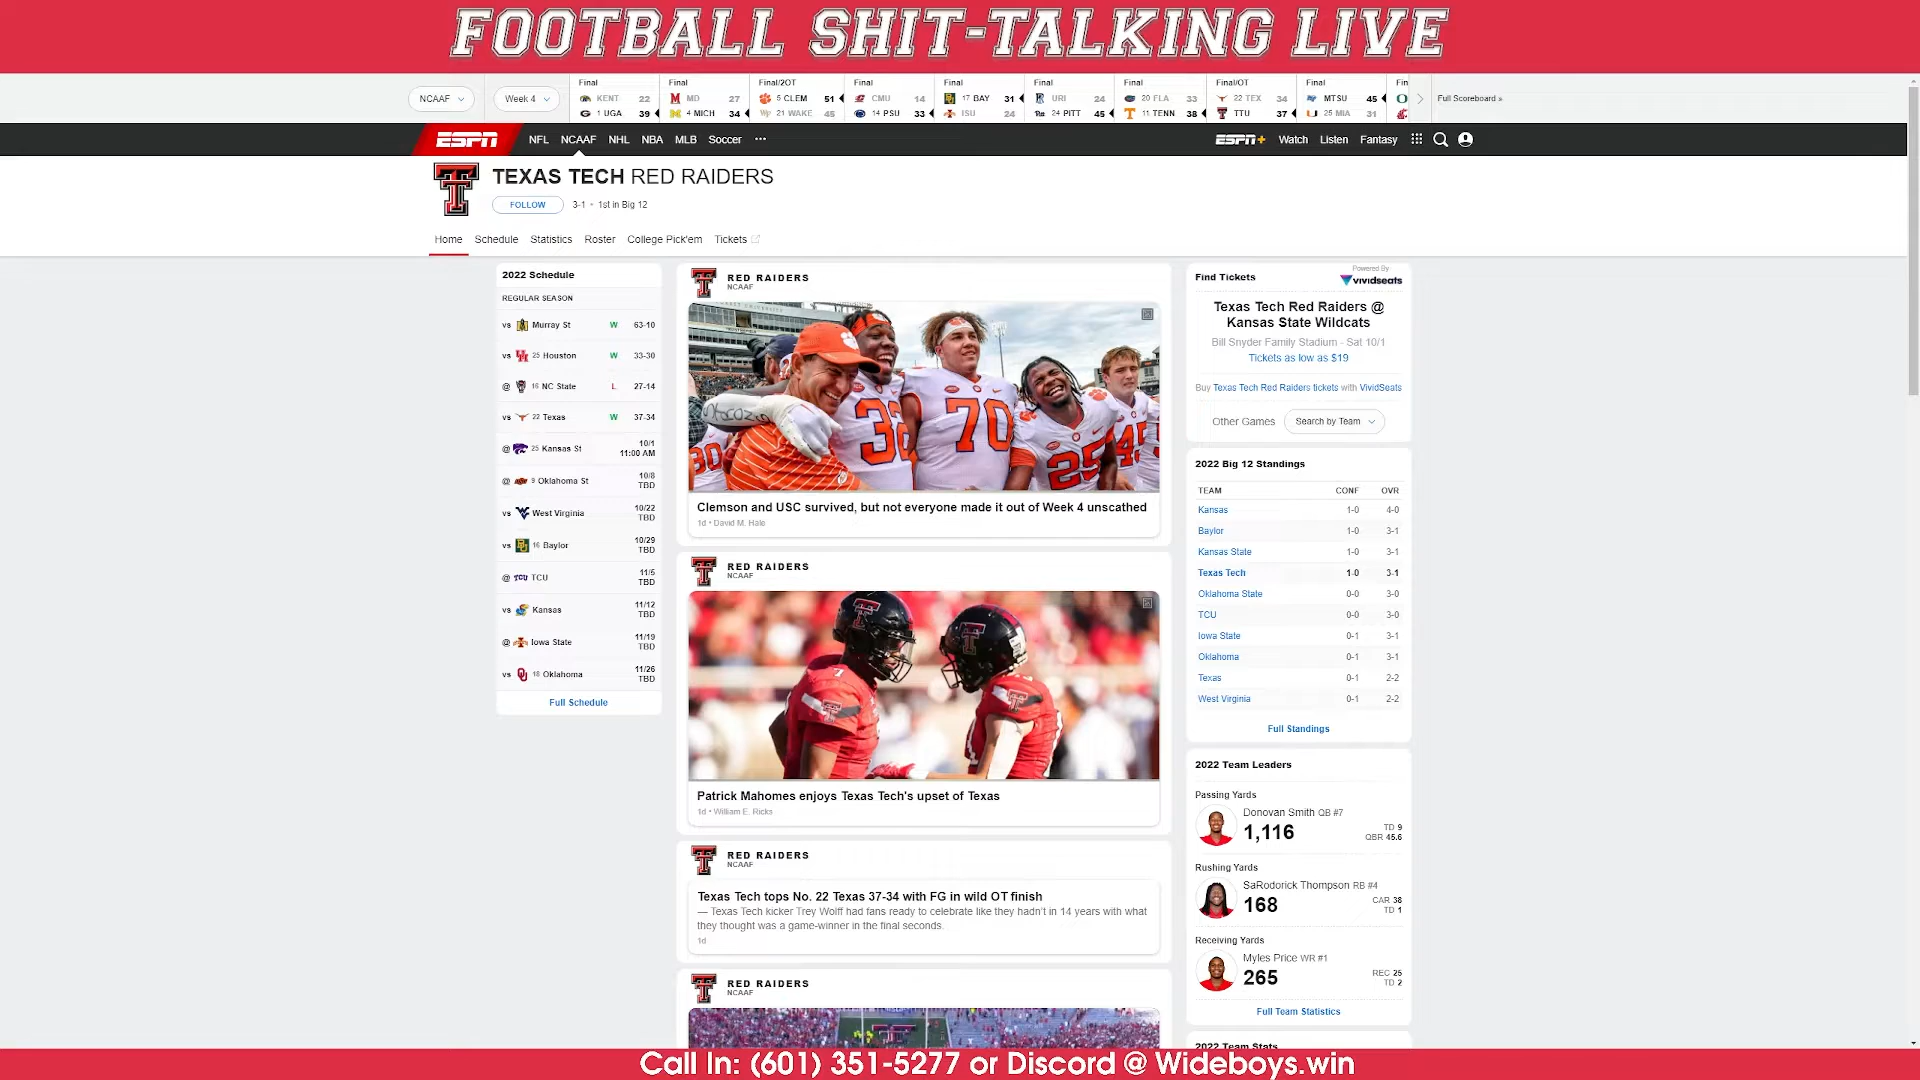 FOOTBALL SHIT-TALKING LIVE
NCAAF
Week 4
Final
KENT 22
1 UGA 39
Final
MD 27
4 MICH 34
Final/2OT
5 CLEM 51
21 WAKE 45
Final
CMU 14
14 PSU 33
Final
17 BAY 31
ISU 24
Final
URI 24
24 PITT 45
Final
20 FLA 33
11 TENN 38
Final/OT
22 TEX 34
TTU 37
Final
MTSU 45
25 MIA 31
Fin
Full Scoreboard »
ESPN NFL NCAAF NHL NBA MLB Soccer ··· ESPN+ Watch Listen Fantasy
TEXAS TECH RED RAIDERS
FOLLOW 3-1 • 1st in Big 12
Home Schedule Statistics Roster College Pick'em Tickets
2022 Schedule
REGULAR SEASON
vs Murray St W 63-10
vs 25 Houston W 33-30
@ 16 NC State L 27-14
vs 22 Texas W 37-34
@ 25 Kansas St 10/1
11:00 AM
@ 9 Oklahoma St 10/8
TBD
vs West Virginia 10/22
TBD
vs 16 Baylor 10/29
TBD
@ TCU TCU 11/5
TBD
vs Kansas 11/12
TBD
@ Iowa State 11/19
TBD
vs 18 Oklahoma 11/26
TBD
Full Schedule
RED RAIDERS
NCAAF
30
38
70
25
45
Clemson and USC survived, but not everyone made it out of Week 4 unscathed
1d • David M. Hale
RED RAIDERS
NCAAF
7
Patrick Mahomes enjoys Texas Tech's upset of Texas
1d • William E. Ricks
RED RAIDERS
NCAAF
Texas Tech tops No. 22 Texas 37-34 with FG in wild OT finish
— Texas Tech kicker Trey Wolff had fans ready to celebrate like they hadn't in 14 years with what
they thought was a game-winner in the final seconds.
1d
RED RAIDERS
NCAAF
Find Tickets
Powered By
vividseats
Texas Tech Red Raiders @
Kansas State Wildcats
Bill Snyder Family Stadium - Sat 10/1
Tickets as low as $19
Buy Texas Tech Red Raiders tickets with VividSeats
Other Games Search by Team
2022 Big 12 Standings
TEAM CONF OVR
Kansas 1-0 4-0
Baylor 1-0 3-1
Kansas State 1-0 3-1
Texas Tech 1-0 3-1
Oklahoma State 0-0 3-0
TCU 0-0 3-0
Iowa State 0-1 3-1
Oklahoma 0-1 3-1
Texas 0-1 2-2
West Virginia 0-1 2-2
Full Standings
2022 Team Leaders
Passing Yards
Donovan Smith QB #7
1,116
TD 9
QBR 45.6
Rushing Yards
SaRodorick Thompson RB #4
168
CAR 38
TD 1
Receiving Yards
Myles Price WR #1
265
REC 25
TD 2
Full Team Statistics
2022 Team Stats
Call In: (601) 351-5277 or Discord @ Wideboys.win